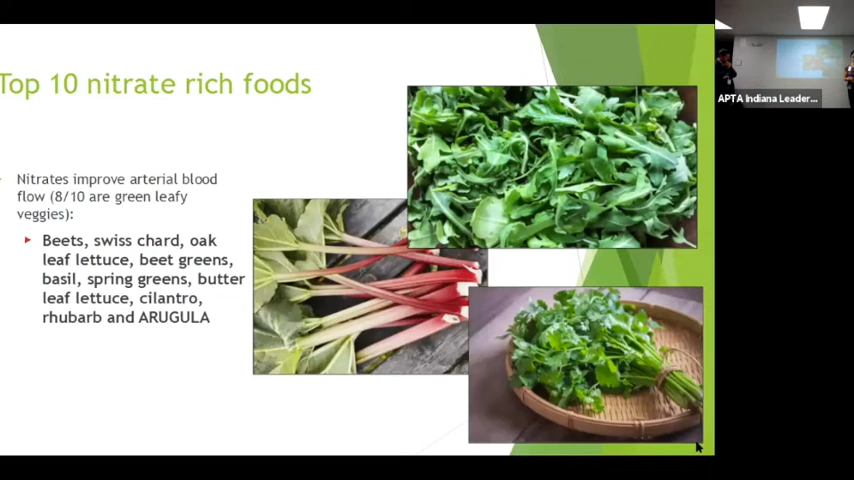 Top 10 nitrate rich foods
Nitrates improve arterial blood
flow (8/10 are green leafy
veggies):
Beets, swiss chard, oak
leaf lettuce, beet greens,
basil, spring greens, butter
leaf lettuce, cilantro,
rhubarb and ARUGULA
APTA Indiana Leader...